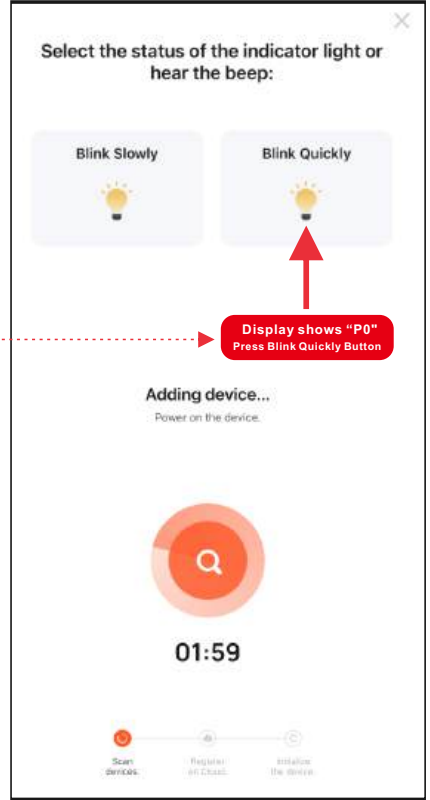 Select the status of the indicator light or
hear the beep:
Blink Slowly
Blink Quickly
Display shows “P0"
Press Blink Quickly Button
Adding device...
Power on the device.
01:59
Scan
devices.
Register
on Cloud.
Initialize
the device.